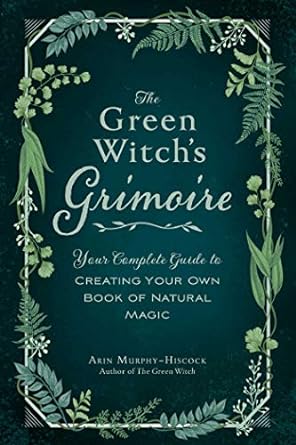 The
Green
Witch's
Grimoire
Your Complete Guide to
Creating Your Own
Book of Natural
Magic
Arin Murphy-Hiscock
Author of The Green Witch